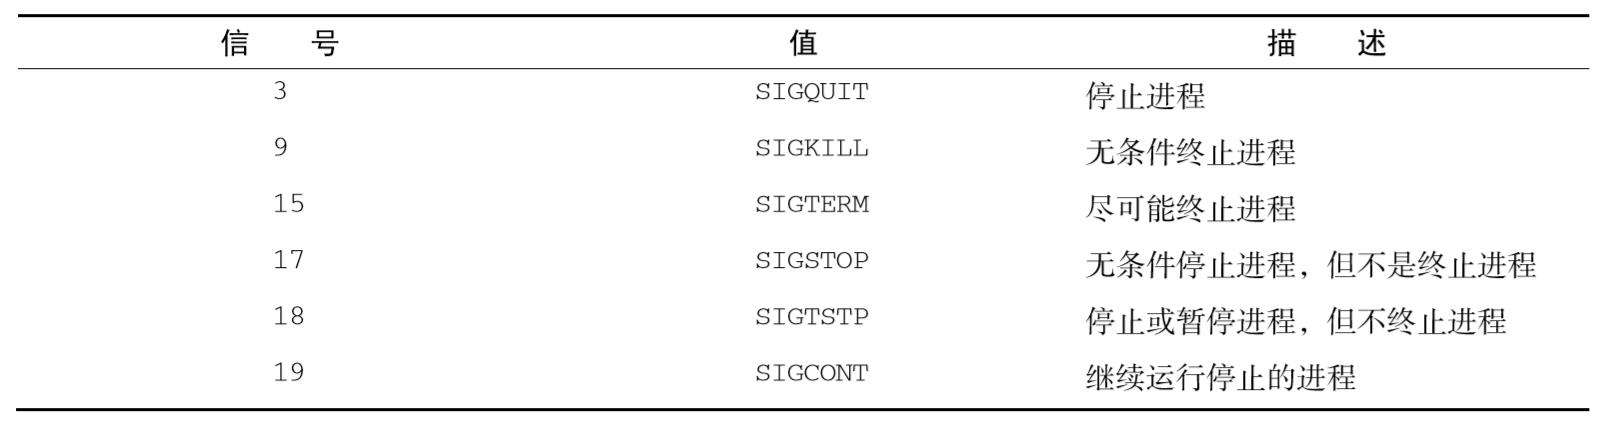 信 号 值 描 述
3 SIGQUIT 停止进程
9 SIGKILL 无条件终止进程
15 SIGTERM 尽可能终止进程
17 SIGSTOP 无条件停止进程，但不是终止进程
18 SIGTSTP 停止或暂停进程，但不终止进程
19 SIGCONT 继续运行停止的进程